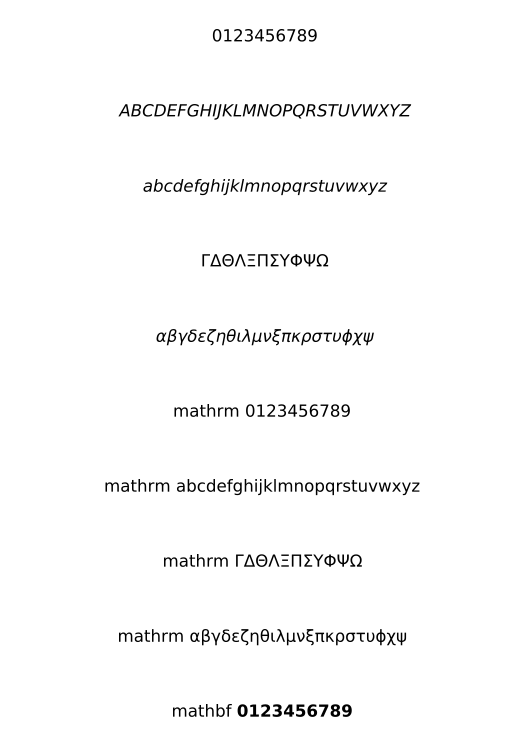 0123456789
ABCDEFGHIJKLMNOPQRSTUVWXYZ
abcdefghijklmnopqrstuvwxyz
ΓΔΘΛΞΠΣΥΦΨΩ
αβγδεζηθιλμνξπκρστυϕχψ
mathrm 0123456789
mathrm abcdefghijklmnopqrstuvwxyz
mathrm ΓΔΘΛΞΠΣΥΦΨΩ
mathrm αβγδεζηθιλμνξπκρστυϕχψ
mathbf 0123456789